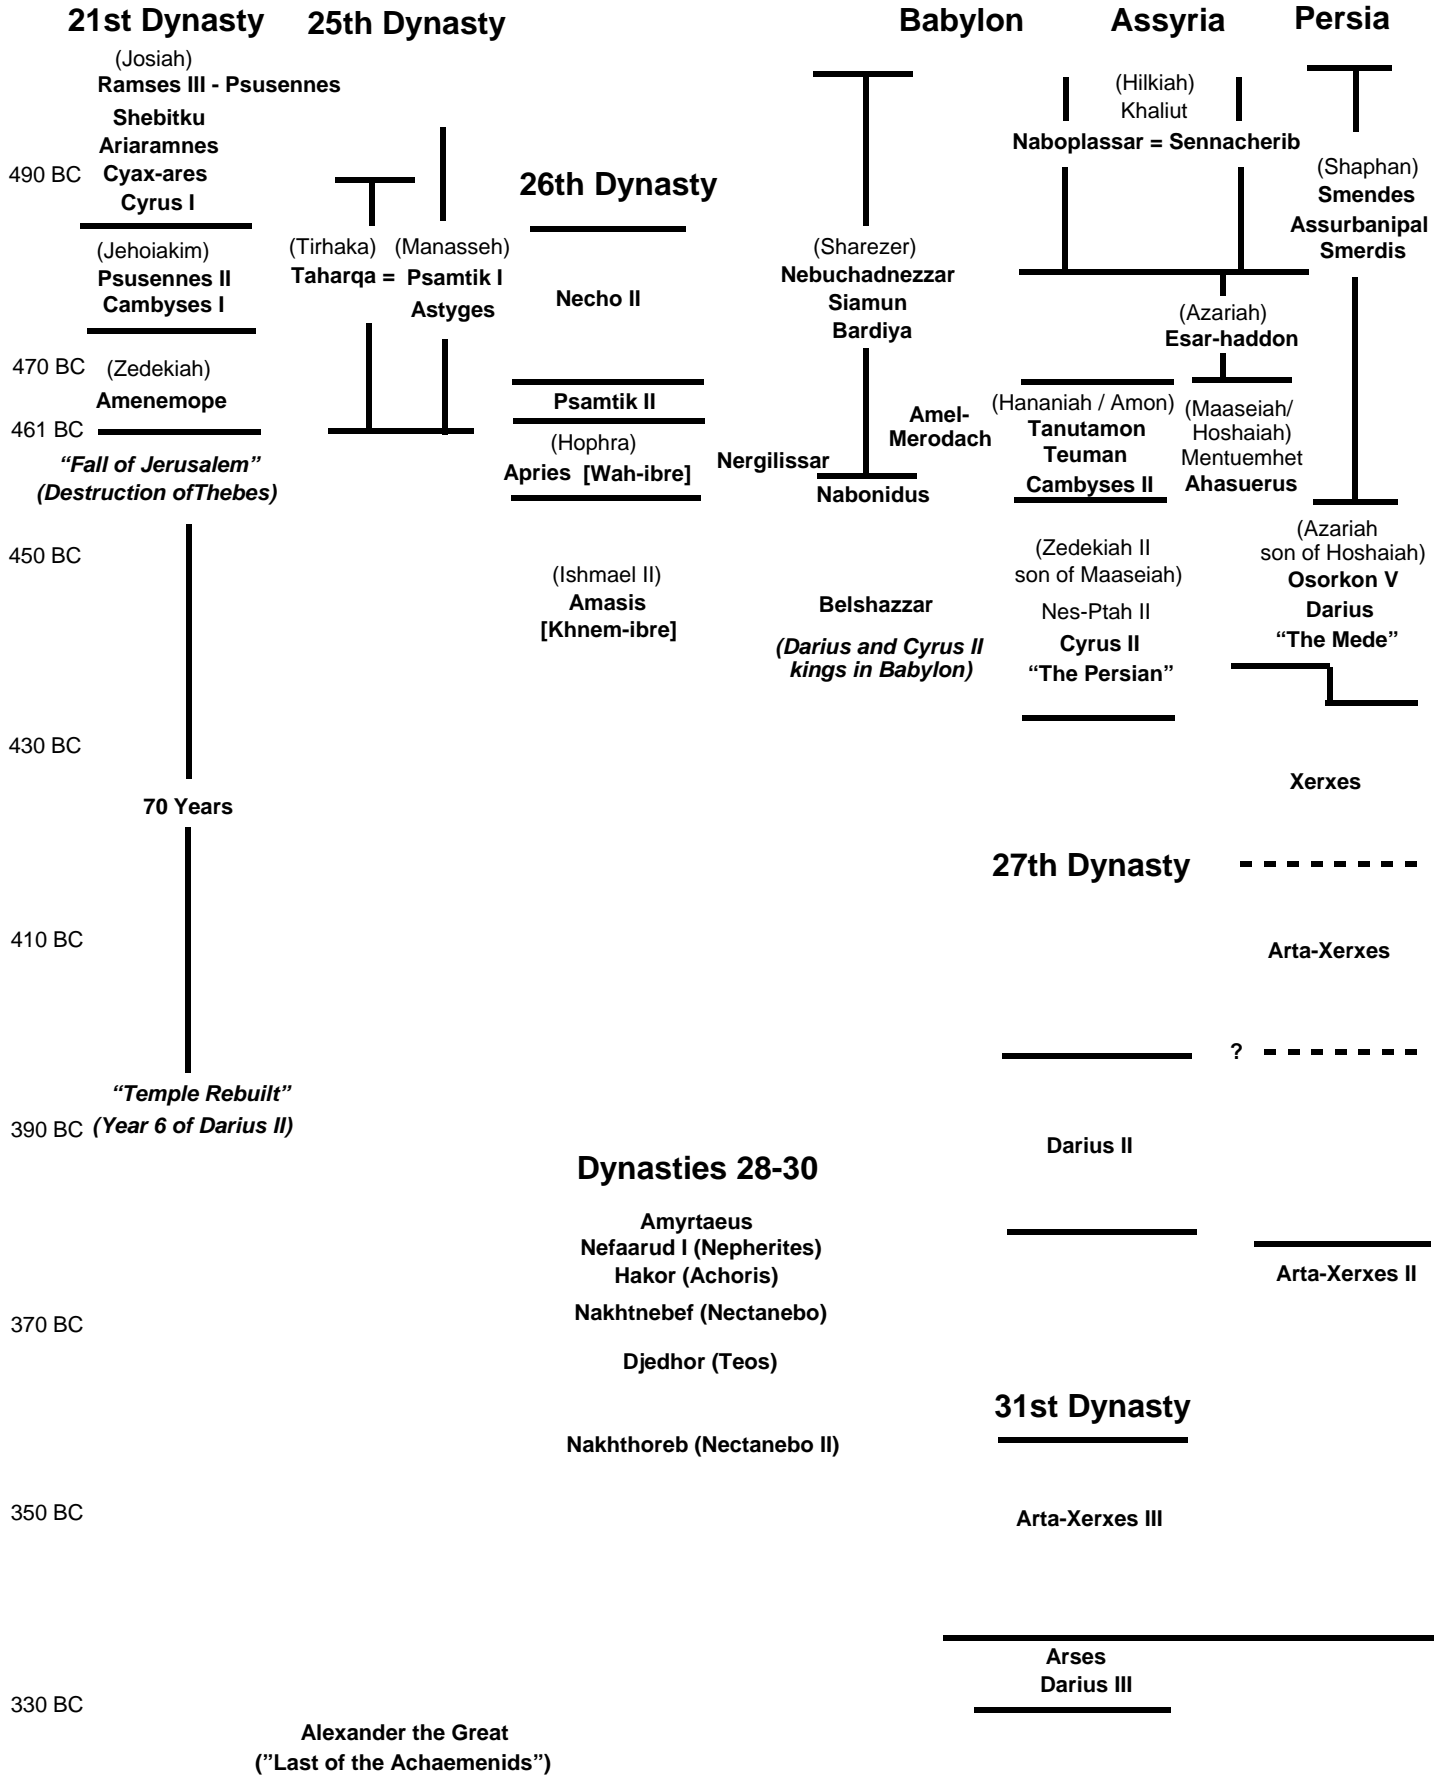 21st Dynasty
25th Dynasty
Babylon
Assyria
Persia
(Josiah)
Ramses III - Psusennes
Shebitku
Ariaramnes
490 BC
Cyax-ares
Cyrus I
26th Dynasty
(Hilkiah)
Khaliut
Naboplassar = Sennacherib
(Shaphan)
Smendes
Assurbanipal
Smerdis
(Jehoiakim)
Psusennes II
Cambyses I
(Tirhaka)
(Manasseh)
Taharqa = Psamtik I
Astyges
Necho II
(Sharezer)
Nebuchadnezzar
Siamun
Bardiya
(Azariah)
Esar-haddon
470 BC
(Zedekiah)
Amenemope
461 BC
"Fall of Jerusalem"
(Destruction ofThebes)
Psamtik II
(Hophra)
Apries [Wah-ibre]
Nergilissar
Amel-
Merodach
Nabonidus
(Hananiah / Amon)
Tanutamon
Teuman
Cambyses II
(Maaseiah/
Hoshaiah)
Mentuemhet
Ahasuerus
450 BC
(Ishmael II)
Amasis
[Khnem-ibre]
Belshazzar
(Darius and Cyrus II
kings in Babylon)
(Zedekiah II
son of Maaseiah)
Nes-Ptah II
Cyrus II
“The Persian”
(Azariah
son of Hoshaiah)
Osorkon V
Darius
“The Mede”
430 BC
Xerxes
70 Years
27th Dynasty
410 BC
Arta-Xerxes
?
“Temple Rebuilt”
390 BC
(Year 6 of Darius II)
Darius II
Dynasties 28-30
Amyrtaeus
Nefaarud I (Nepherites)
Hakor (Achoris)
Arta-Xerxes II
Nakhtnebef (Nectanebo)
370 BC
Djedhor (Teos)
31st Dynasty
Nakhthoreb (Nectanebo II)
350 BC
Arta-Xerxes III
Arses
Darius III
330 BC
Alexander the Great
(”Last of the Achaemenids”)